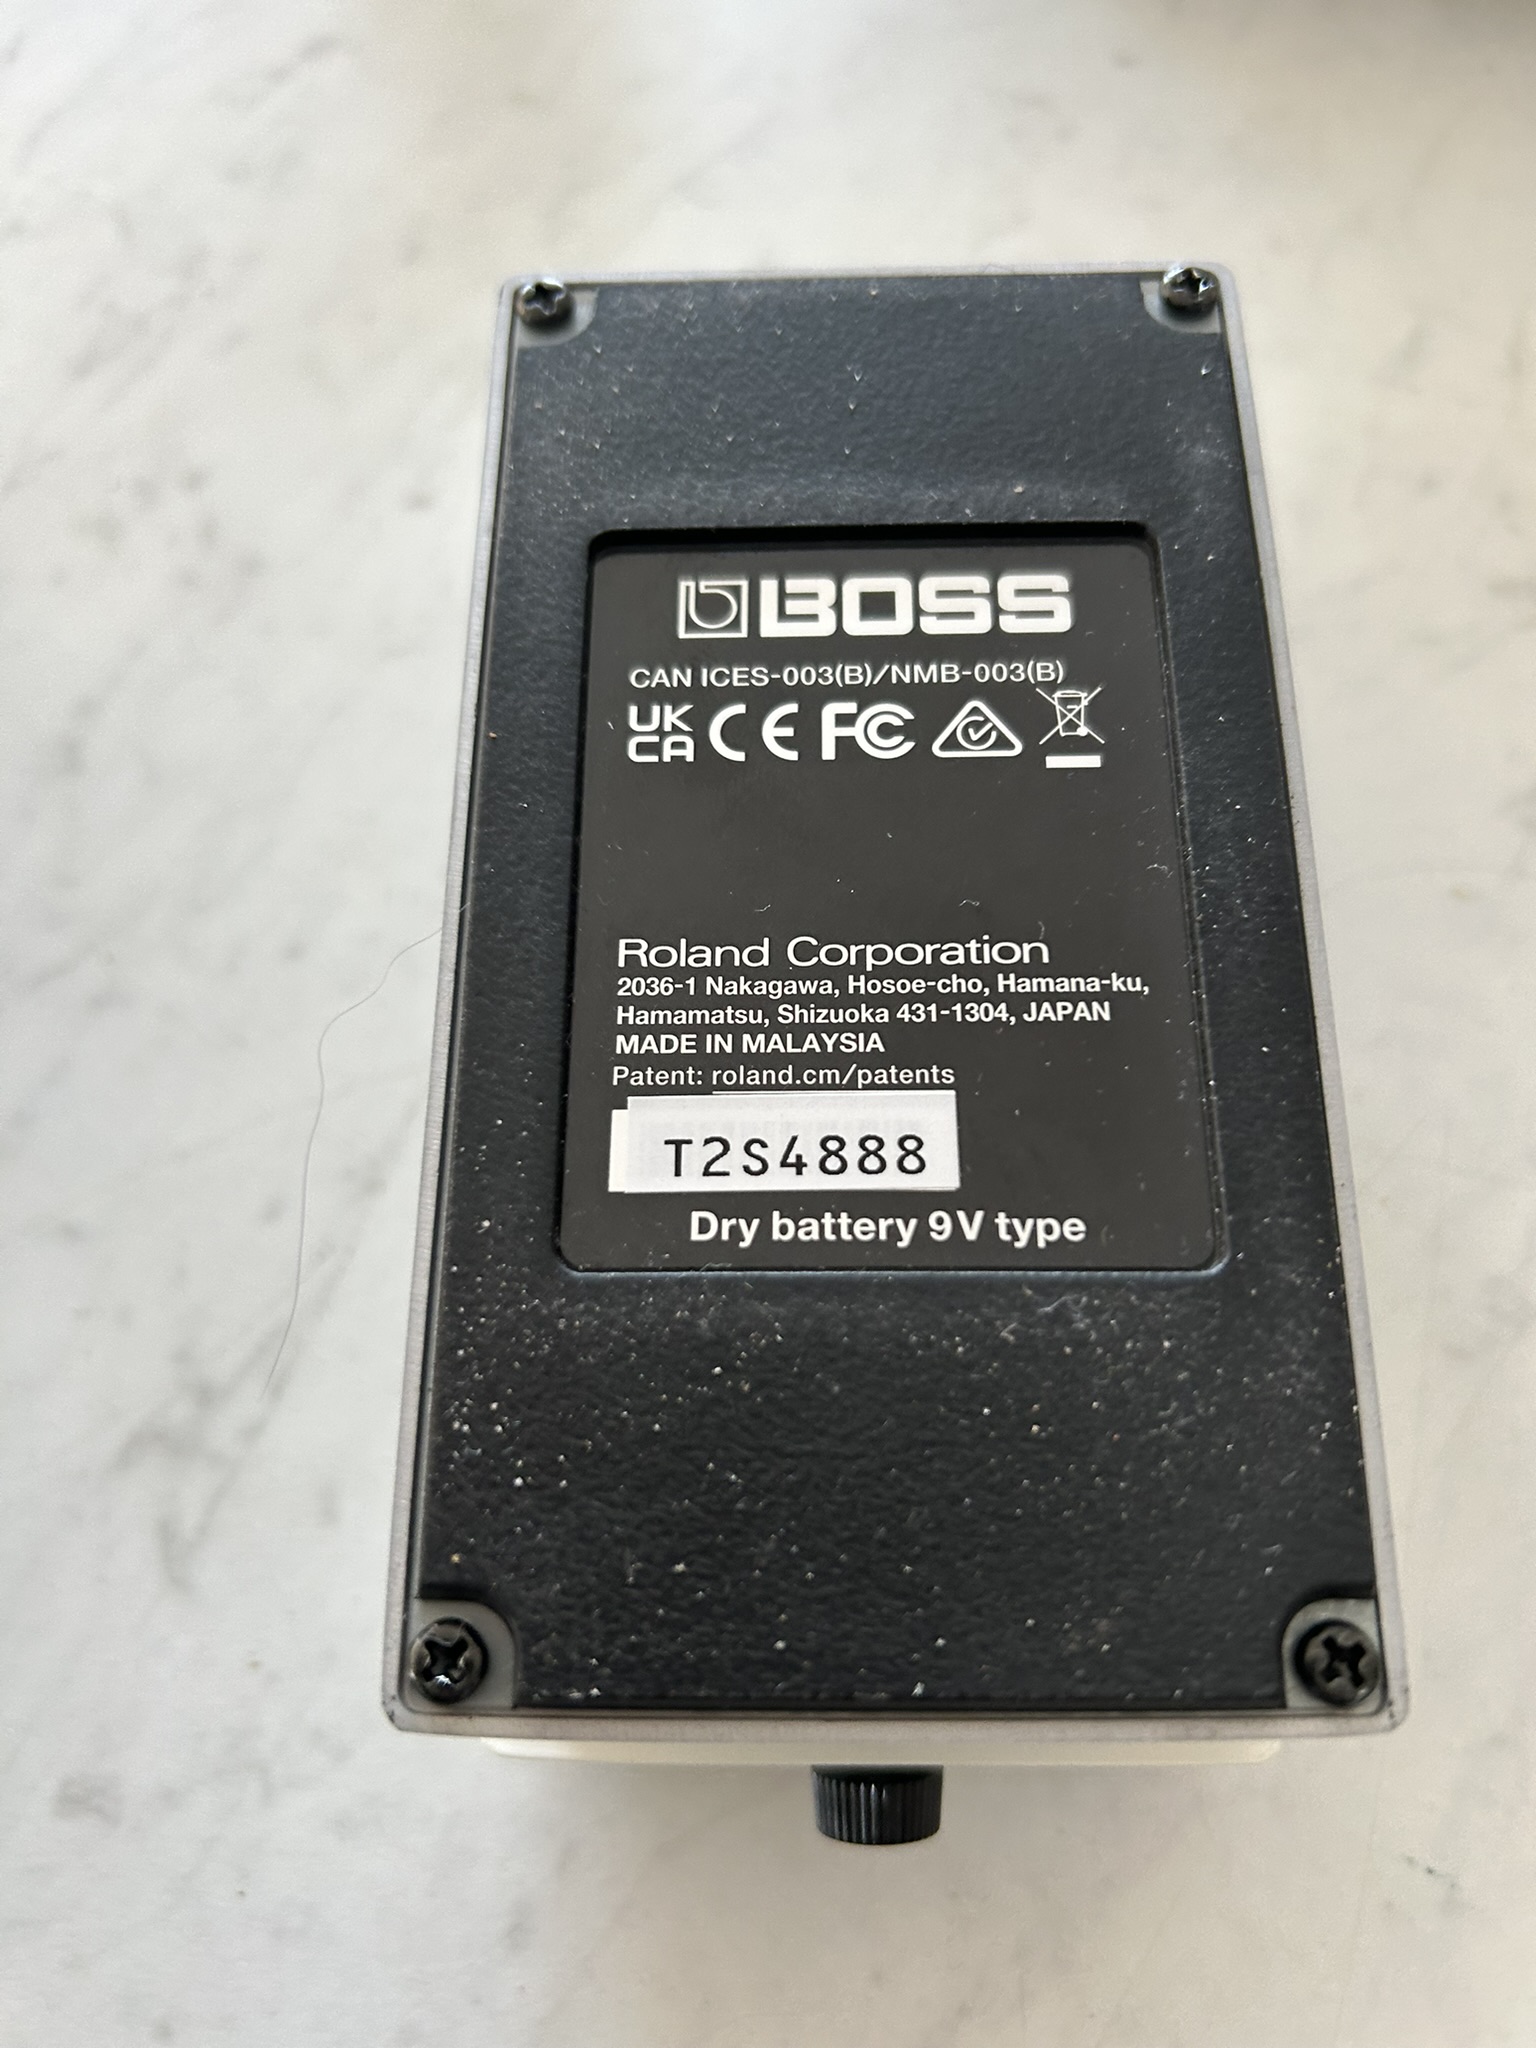 BOSS
CAN ICES-003(B)/NMB-003(B)
UK CA CE FC
Roland Corporation
2036-1 Nakagawa, Hosoe-cho, Hamana-ku,
Hamamatsu, Shizuoka 431-1304, JAPAN
MADE IN MALAYSIA
Patent: roland.cm/patents
T2S4888
Dry battery 9V type